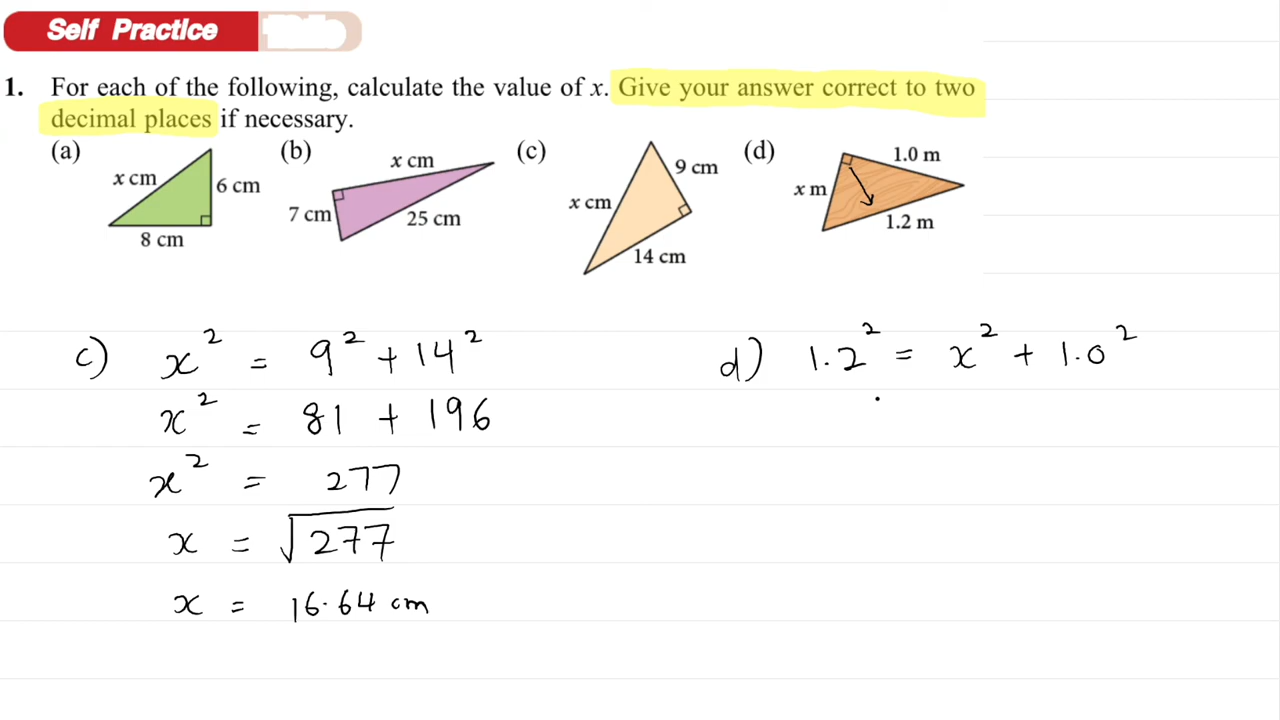 Self Practice
1. For each of the following, calculate the value of x. Give your answer correct to two
decimal places if necessary.
(a) (b) (c) (d)
x cm 6 cm 8 cm
x cm 7 cm 25 cm
9 cm x cm 14 cm
1.0 m x m 1.2 m
c) x² = 9² + 14²
x² = 81 + 196
x² = 277
x = √277
x = 16.64 cm
d) 1.2² = x² + 1.0²